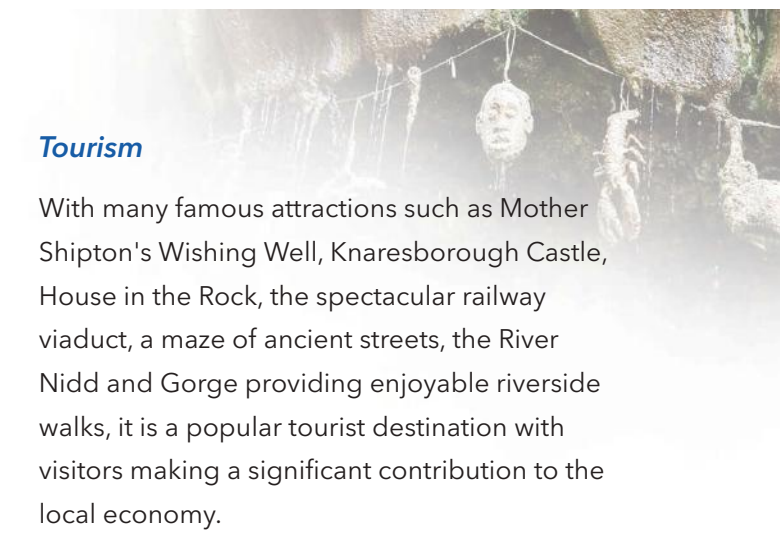 Tourism
With many famous attractions such as Mother
Shipton's Wishing Well, Knaresborough Castle,
House in the Rock, the spectacular railway
viaduct, a maze of ancient streets, the River
Nidd and Gorge providing enjoyable riverside
walks, it is a popular tourist destination with
visitors making a significant contribution to the
local economy.